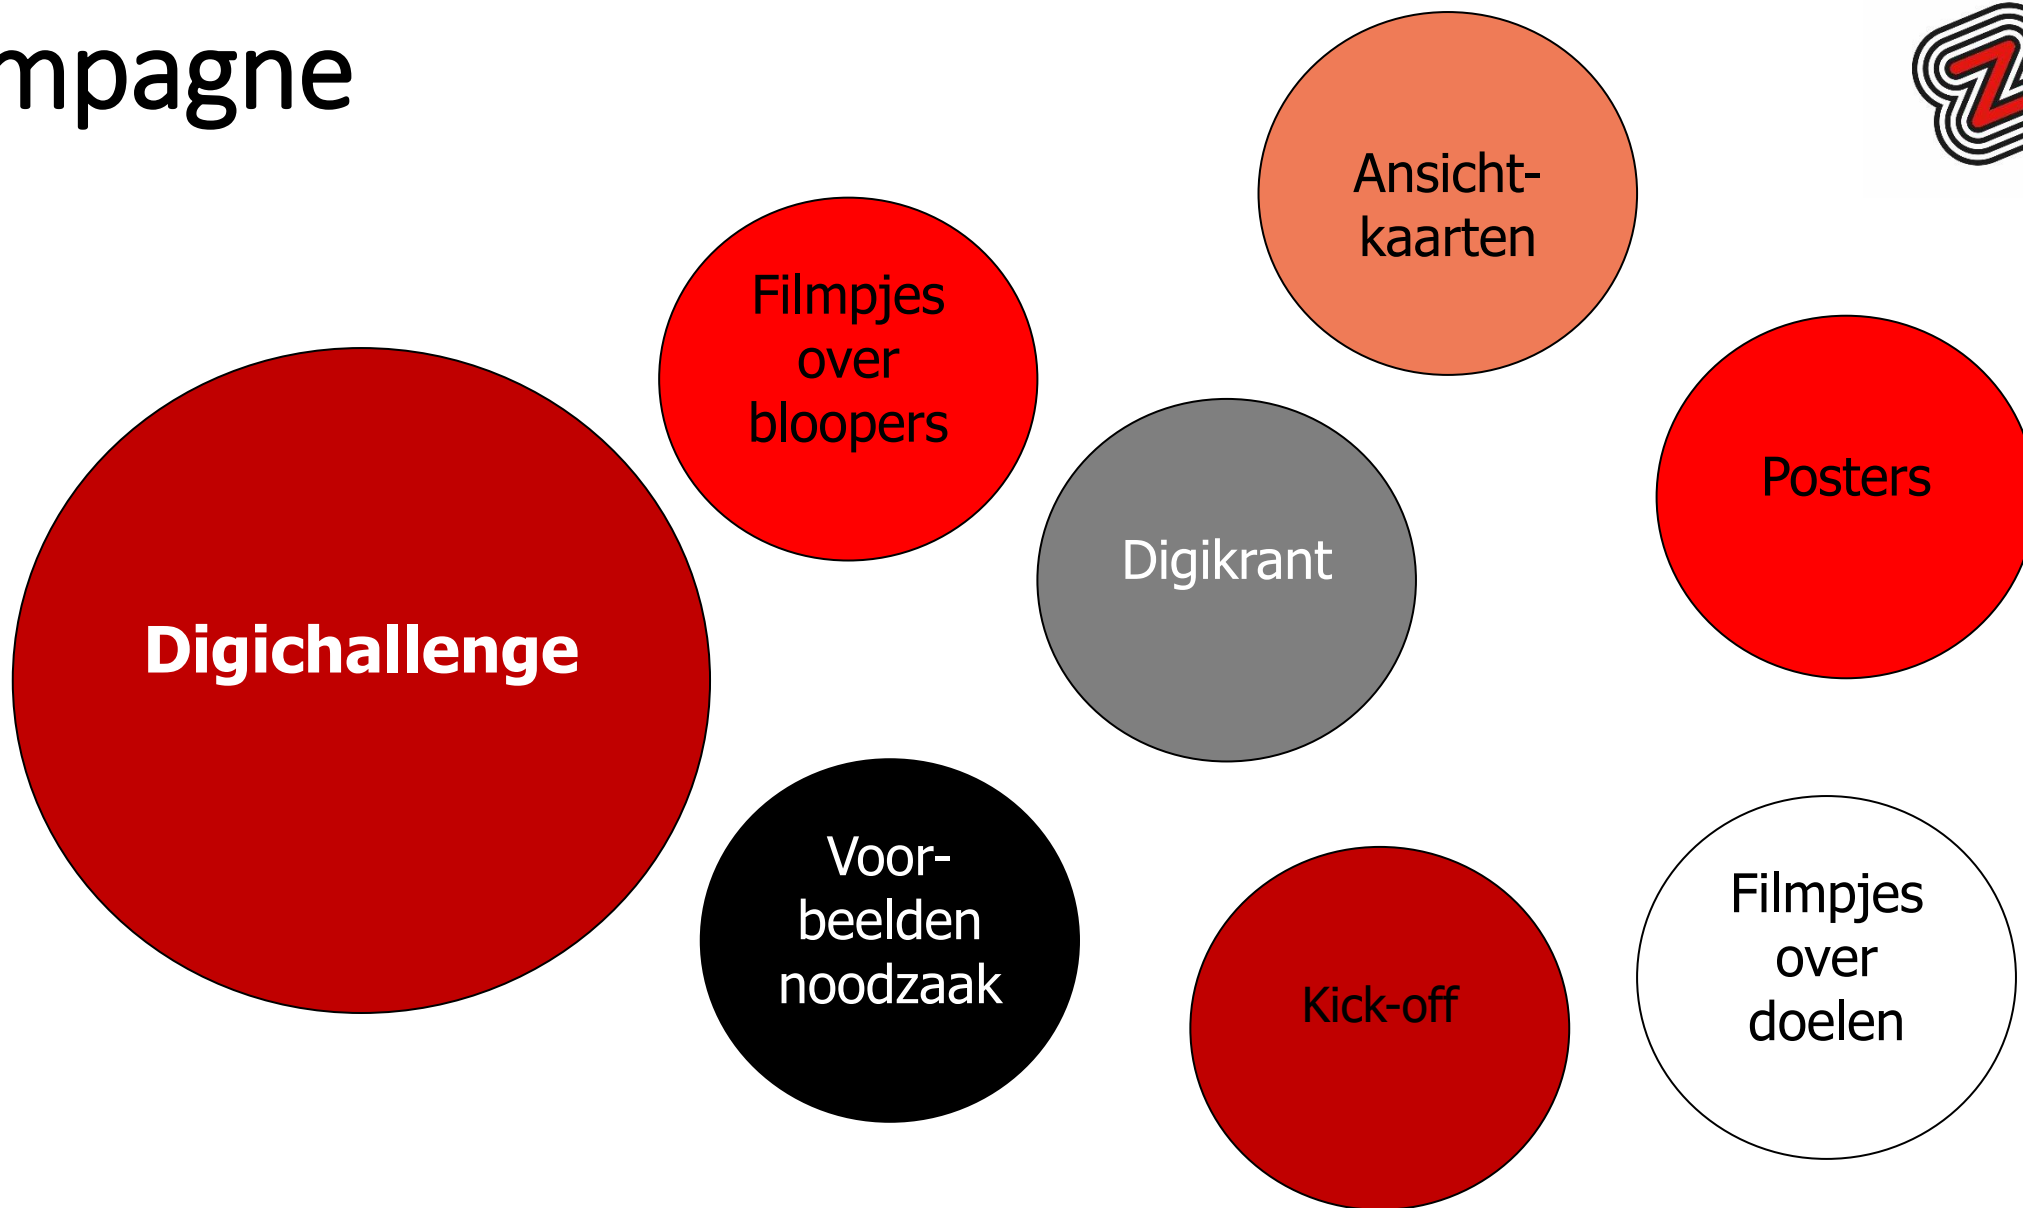 mpagne
Ansicht-
kaarten
Filmpjes
over
bloopers
Posters
Digikrant
Digichallenge
Voor-
beelden
noodzaak
Filmpjes
over
doelen
Kick-off